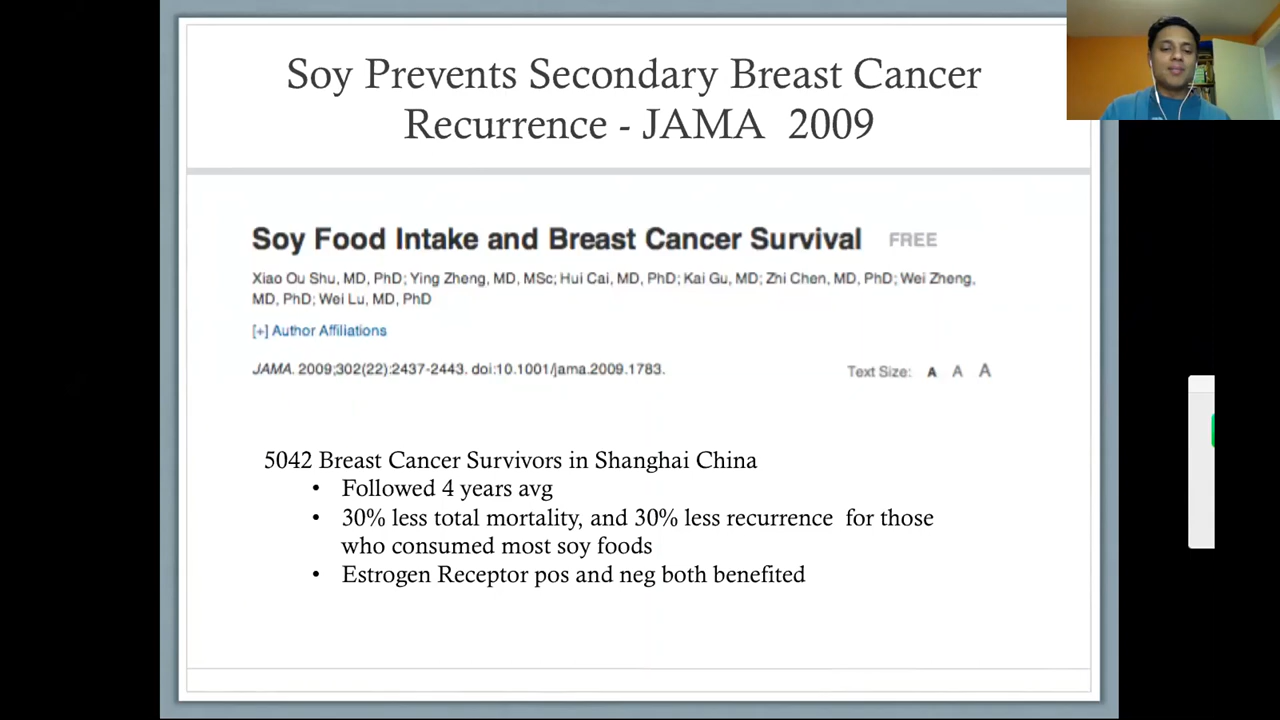 Soy Prevents Secondary Breast Cancer
Recurrence - JAMA 2009
Soy Food Intake and Breast Cancer Survival FREE
Xiao Ou Shu, MD, PhD; Ying Zheng, MD, MSc; Hui Cai, MD, PhD; Kai Gu, MD; Zhi Chen, MD, PhD; Wei Zheng,
MD, PhD; Wei Lu, MD, PhD
[+] Author Affiliations
JAMA. 2009;302(22):2437-2443. doi:10.1001/jama.2009.1783. Text Size: A A A
5042 Breast Cancer Survivors in Shanghai China
• Followed 4 years avg
• 30% less total mortality, and 30% less recurrence for those
who consumed most soy foods
• Estrogen Receptor pos and neg both benefited